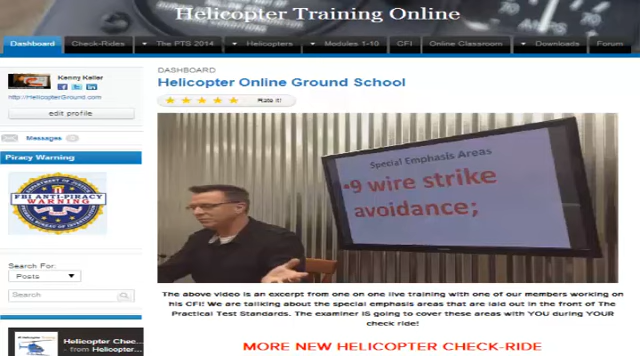 Helicopter Training Online
Dashboard Check-Rides The PTS 2014 Helicopters Modules 1-10 CFI Online Classroom Downloads Forum
Kenny Keller
http://HelicopterGround.com
edit profile
Messages
Piracy Warning
DEPARTMENT OF JUSTICE
FBI ANTI-PIRACY
WARNING
Search For:
Posts
Search
Helicopter Chec...
- from Helicopter...
DASHBOARD
Helicopter Online Ground School
Rate it!
Special Emphasis Areas
•9 wire strike
avoidance;
The above video is an excerpt from one on one live training with one of our members working on
his CFI! We are talkiing about the special emphasis areas that are laid out in the front of The
Practical Test Standards. The examiner IS going to cover these areas with YOU during YOUR
check ride!
MORE NEW HELICOPTER CHECK-RIDE